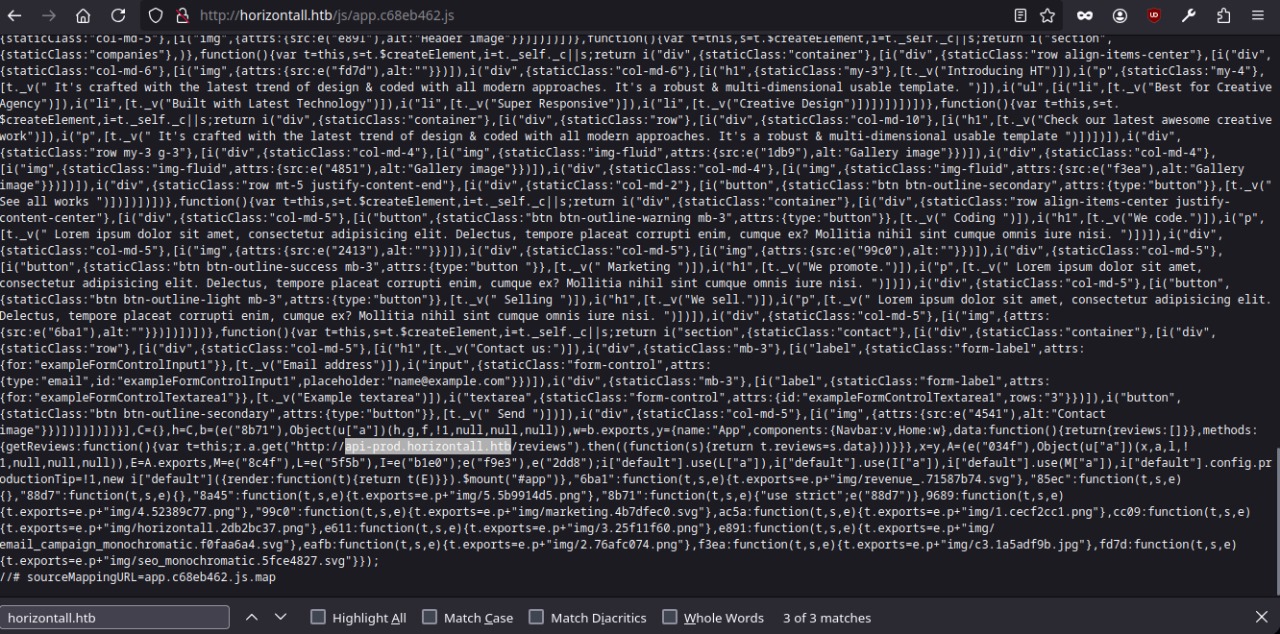 http://horizontall.htb/js/app.c68eb462.js
{staticClass:"col-md-5"},[i("img",{attrs:{src:e("e891"),alt:"Header image"}})])])])},function(){var t=this,s=t.$createElement,i=t._self._c||s;return i("section",
{staticClass:"companies"},)},function(){var t=this,s=t.$createElement,i=t._self._c||s;return i("div",{staticClass:"container"},[i("div",{staticClass:"row align-items-center"},[i("div",
{staticClass:"col-md-6"},[i("img",{attrs:{src:e("fd7d"),alt:""}})]),i("div",{staticClass:"col-md-6"},[i("h1",{staticClass:"my-3"},[t._v("Introducing HT")]),i("p",{staticClass:"my-4"},
[t._v(" It's crafted with the latest trend of design & coded with all modern approaches. It's a robust & multi-dimensional usable template. ")]),i("ul",[i("li",[t._v("Best for Creative
Agency")]),i("li",[t._v("Built with Latest Technology")]),i("li",[t._v("Super Responsive")]),i("li",[t._v("Creative Design")])])])])])},function(){var t=this,s=t.
$createElement,i=t._self._c||s;return i("div",{staticClass:"container"},[i("div",{staticClass:"row"},[i("div",{staticClass:"col-md-10"},[i("h1",[t._v("Check our latest awesome creative
work")]),i("p",[t._v(" It's crafted with the latest trend of design & coded with all modern approaches. It's a robust & multi-dimensional usable template ")])])]),i("div",
{staticClass:"row my-3 g-3"},[i("div",{staticClass:"col-md-4"},[i("img",{staticClass:"img-fluid",attrs:{src:e("1db9"),alt:"Gallery image"}})]),i("div",{staticClass:"col-md-4"},
[i("img",{staticClass:"img-fluid",attrs:{src:e("4851"),alt:"Gallery image"}})]),i("div",{staticClass:"col-md-4"},[i("img",{staticClass:"img-fluid",attrs:{src:e("f3ea"),alt:"Gallery
image"}})])]),i("div",{staticClass:"row mt-5 justify-content-end"},[i("div",{staticClass:"col-md-2"},[i("button",{staticClass:"btn btn-outline-secondary",attrs:{type:"button"}},[t._v("
See all works ")])])])])},function(){var t=this,s=t.$createElement,i=t._self._c||s;return i("div",{staticClass:"container"},[i("div",{staticClass:"row align-items-center justify-
content-center"},[i("div",{staticClass:"col-md-5"},[i("button",{staticClass:"btn btn-outline-warning mb-3",attrs:{type:"button"}},[t._v(" Coding ")]),i("h1",[t._v("We code.")]),i("p",
[t._v(" Lorem ipsum dolor sit amet, consectetur adipisicing elit. Delectus, tempore placeat corrupti enim, cumque ex? Mollitia nihil sint cumque omnis iure nisi. ")])]),i("div",
{staticClass:"col-md-5"},[i("img",{attrs:{src:e("2413"),alt:""}})]),i("div",{staticClass:"col-md-5"},[i("img",{attrs:{src:e("99c0"),alt:""}})]),i("div",{staticClass:"col-md-5"},
[i("button",{staticClass:"btn btn-outline-success mb-3",attrs:{type:"button "}},[t._v(" Marketing ")]),i("h1",[t._v("We promote.")]),i("p",[t._v(" Lorem ipsum dolor sit amet,
consectetur adipisicing elit. Delectus, tempore placeat corrupti enim, cumque ex? Mollitia nihil sint cumque omnis iure nisi. ")])]),i("div",{staticClass:"col-md-5"},[i("button",
{staticClass:"btn btn-outline-light mb-3",attrs:{type:"button"}},[t._v(" Selling ")]),i("h1",[t._v("We sell.")]),i("p",[t._v(" Lorem ipsum dolor sit amet, consectetur adipisicing elit.
Delectus, tempore placeat corrupti enim, cumque ex? Mollitia nihil sint cumque omnis iure nisi. ")])]),i("div",{staticClass:"col-md-5"},[i("img",{attrs:
{src:e("6ba1"),alt:""}})])])])},function(){var t=this,s=t.$createElement,i=t._self._c||s;return i("section",{staticClass:"contact"},[i("div",{staticClass:"container"},[i("div",
{staticClass:"row"},[i("div",{staticClass:"col-md-5"},[i("h1",[t._v("Contact us:")]),i("div",{staticClass:"mb-3"},[i("label",{staticClass:"form-label",attrs:
{for:"exampleFormControlInput1"}},[t._v("Email address")]),i("input",{staticClass:"form-control",attrs:
{type:"email",id:"exampleFormControlInput1",placeholder:"name@example.com"}})]),i("div",{staticClass:"mb-3"},[i("label",{staticClass:"form-label",attrs:
{for:"exampleFormControlTextarea1"}},[t._v("Example textarea")]),i("textarea",{staticClass:"form-control",attrs:{id:"exampleFormControlTextarea1",rows:"3"}})]),i("button",
{staticClass:"btn btn-outline-secondary",attrs:{type:"button"}},[t._v(" Send ")])]),i("div",{staticClass:"col-md-5"},[i("img",{attrs:{src:e("4541"),alt:"Contact
image"}})])])])])}],C={},h=C,b=(e("8b71"),Object(u["a"])(h,g,f,!1,null,null,null)),w=b.exports,y={name:"App",components:{Navbar:v,Home:w},data:function(){return{reviews:[]}},methods:
{getReviews:function(){var t=this;r.a.get("http://api-prod.horizontall.htb/reviews").then((function(s){return t.reviews=s.data}))}}},x=y,A=(e("034f"),Object(u["a"])(x,a,l,!
1,null,null,null)),E=A.exports,M=e("8c4f"),L=e("5f5b"),I=e("b1e0");e("f9e3"),e("2dd8");i["default"].use(L["a"]),i["default"].use(I["a"]),i["default"].use(M["a"]),i["default"].config.pr
oductionTip=!1,new i["default"]({render:function(t){return t(E)}}).$mount("#app")},"6ba1":function(t,s,e){t.exports=e.p+"img/revenue_.71587b74.svg"},"85ec":function(t,s,e)
{},"88d7":function(t,s,e){},"8a45":function(t,s,e){t.exports=e.p+"img/5.5b9914d5.png"},"8b71":function(t,s,e){"use strict";e("88d7")},9689:function(t,s,e)
{t.exports=e.p+"img/4.52389c77.png"},"99c0":function(t,s,e){t.exports=e.p+"img/marketing.4b7dfec0.svg"},ac5a:function(t,s,e){t.exports=e.p+"img/1.cecf2cc1.png"},cc09:function(t,s,e)
{t.exports=e.p+"img/horizontall.2db2bc37.png"},e611:function(t,s,e){t.exports=e.p+"img/3.25f11f60.png"},e891:function(t,s,e){t.exports=e.p+"img/
email_campaign_monochromatic.f0faa6a4.svg"},eafb:function(t,s,e){t.exports=e.p+"img/2.76afc074.png"},f3ea:function(t,s,e){t.exports=e.p+"img/c3.1a5adf9b.jpg"},fd7d:function(t,s,e)
{t.exports=e.p+"img/seo_monochromatic.5fce4827.svg"}});
//# sourceMappingURL=app.c68eb462.js.map
horizontall.htb Highlight All Match Case Match Diacritics Whole Words 3 of 3 matches